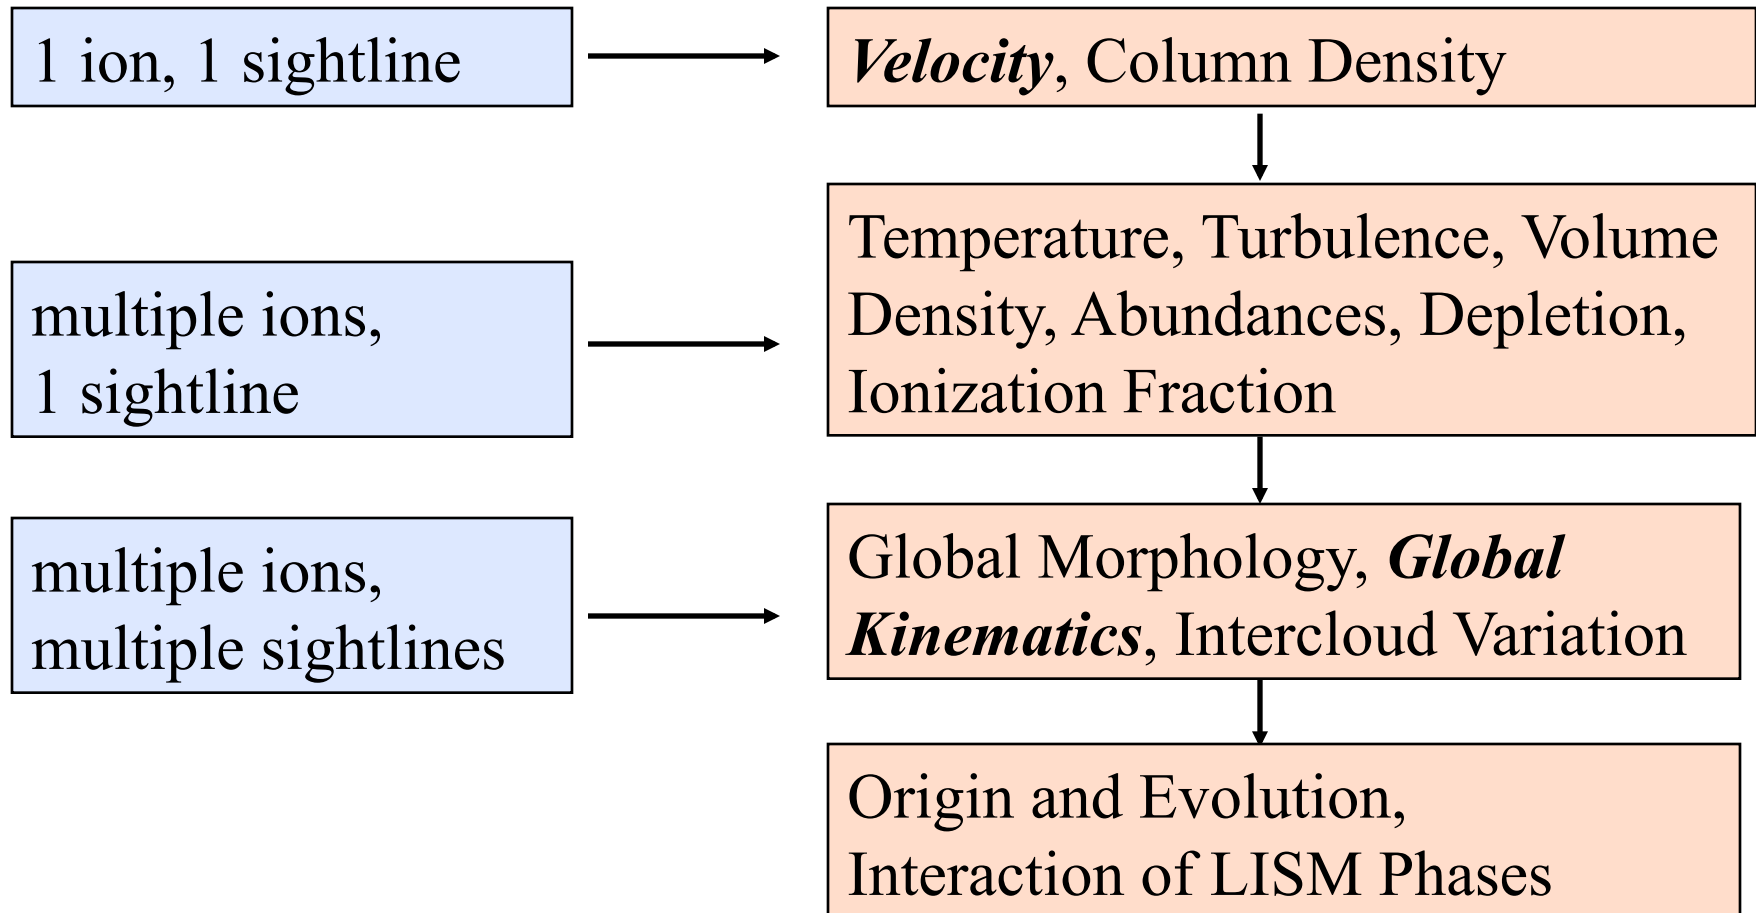 1 ion, 1 sightline
Velocity, Column Density
multiple ions,
1 sightline
Temperature, Turbulence, Volume
Density, Abundances, Depletion,
Ionization Fraction
multiple ions,
multiple sightlines
Global Morphology, Global
Kinematics, Intercloud Variation
Origin and Evolution,
Interaction of LISM Phases